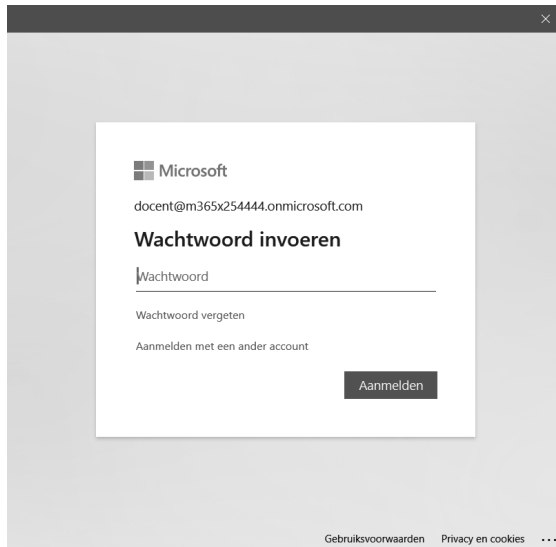 Microsoft
docent@m365x254444.onmicrosoft.com
Wachtwoord invoeren
Wachtwoord
Wachtwoord vergeten
Aanmelden met een ander account
Aanmelden
Gebruiksvoorwaarden Privacy en cookies ...